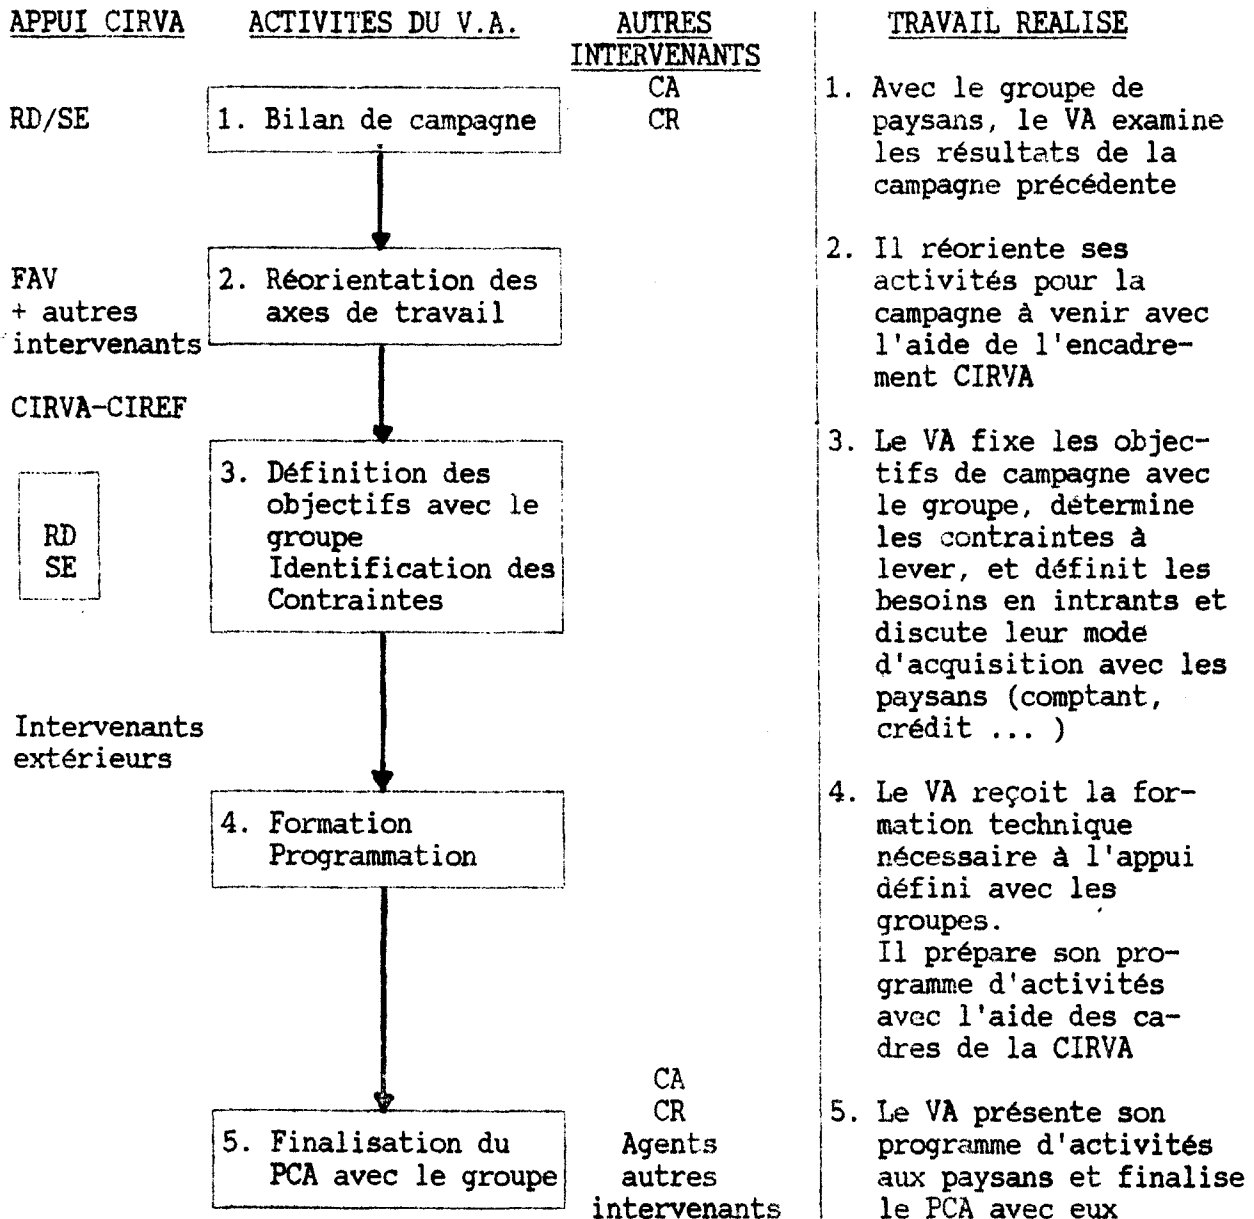 APPUI CIRVA
ACTIVITES DU V.A.
AUTRES
INTERVENANTS
TRAVAIL REALISE
RD/SE
1. Bilan de campagne
CA
CR
1. Avec le groupe de
paysans, le VA examine
les résultats de la
campagne précédente
FAV
+ autres
intervenants
2. Réorientation des
axes de travail
2. Il réoriente ses
activités pour la
campagne à venir avec
l'aide de l'encadre-
ment CIRVA
CIRVA-CIREF
RD
SE
3. Définition des
objectifs avec le
groupe
Identification des
Contraintes
3. Le VA fixe les objec-
tifs de campagne avec
le groupe, détermine
les contraintes à
lever, et définit les
besoins en intrants et
discute leur mode
d'acquisition avec les
paysans (comptant,
crédit ... )
Intervenants
extérieurs
4. Formation
Programmation
4. Le VA reçoit la for-
mation technique
nécessaire à l'appui
défini avec les
groupes.
Il prépare son pro-
gramme d'activités
avec l'aide des ca-
dres de la CIRVA
5. Finalisation du
PCA avec le groupe
CA
CR
Agents
autres
intervenants
5. Le VA présente son
programme d'activités
aux paysans et finalise
le PCA avec eux